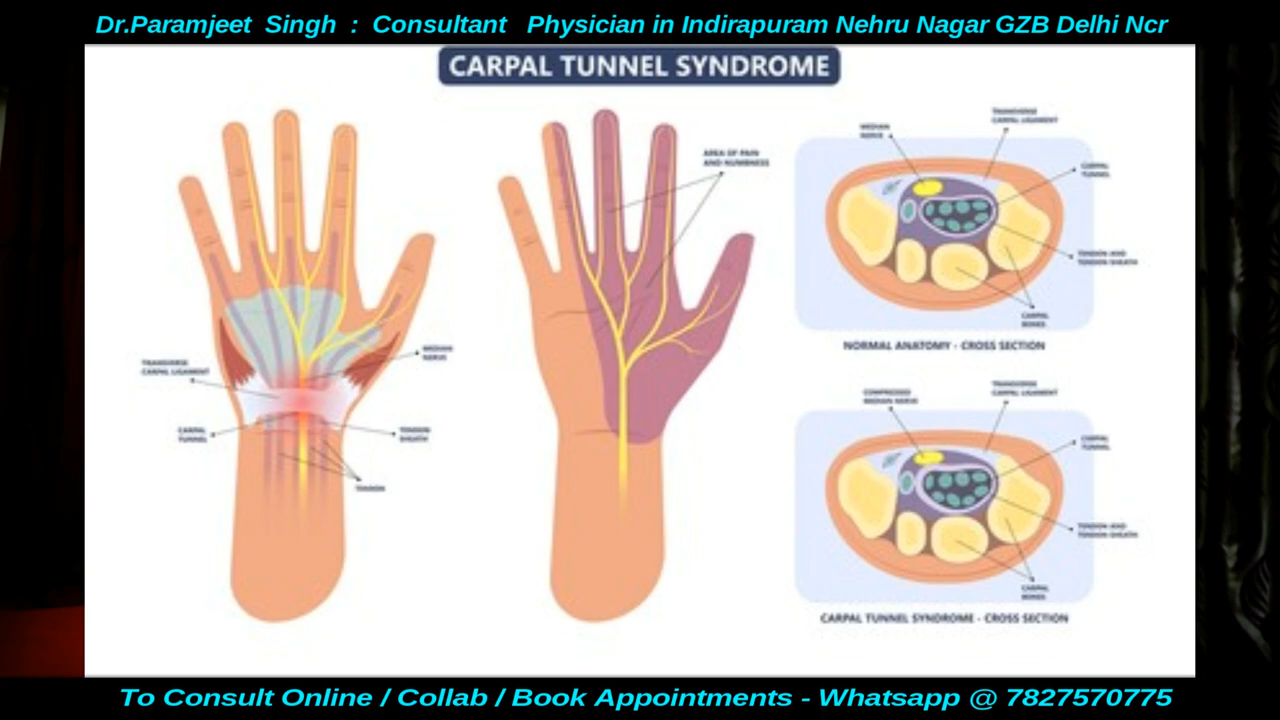 Dr.Paramjeet Singh : Consultant Physician in Indirapuram Nehru Nagar GZB Delhi Ncr
CARPAL TUNNEL SYNDROME
TRANSVERSE
CARPAL LIGAMENT
CARPAL
TUNNEL
MEDIAN
NERVE
TENDON
SHEATH
TENDON
AREA OF PAIN
AND NUMBNESS
MEDIAN
NERVE
TRANSVERSE
CARPAL LIGAMENT
CARPAL
TUNNEL
TENDON AND
TENDON SHEATH
CARPAL
BONES
NORMAL ANATOMY - CROSS SECTION
COMPRESSED
MEDIAN NERVE
TRANSVERSE
CARPAL LIGAMENT
CARPAL
TUNNEL
TENDON AND
TENDON SHEATH
CARPAL
BONES
CARPAL TUNNEL SYNDROME - CROSS SECTION
To Consult Online / Collab / Book Appointments - Whatsapp @ 7827570775